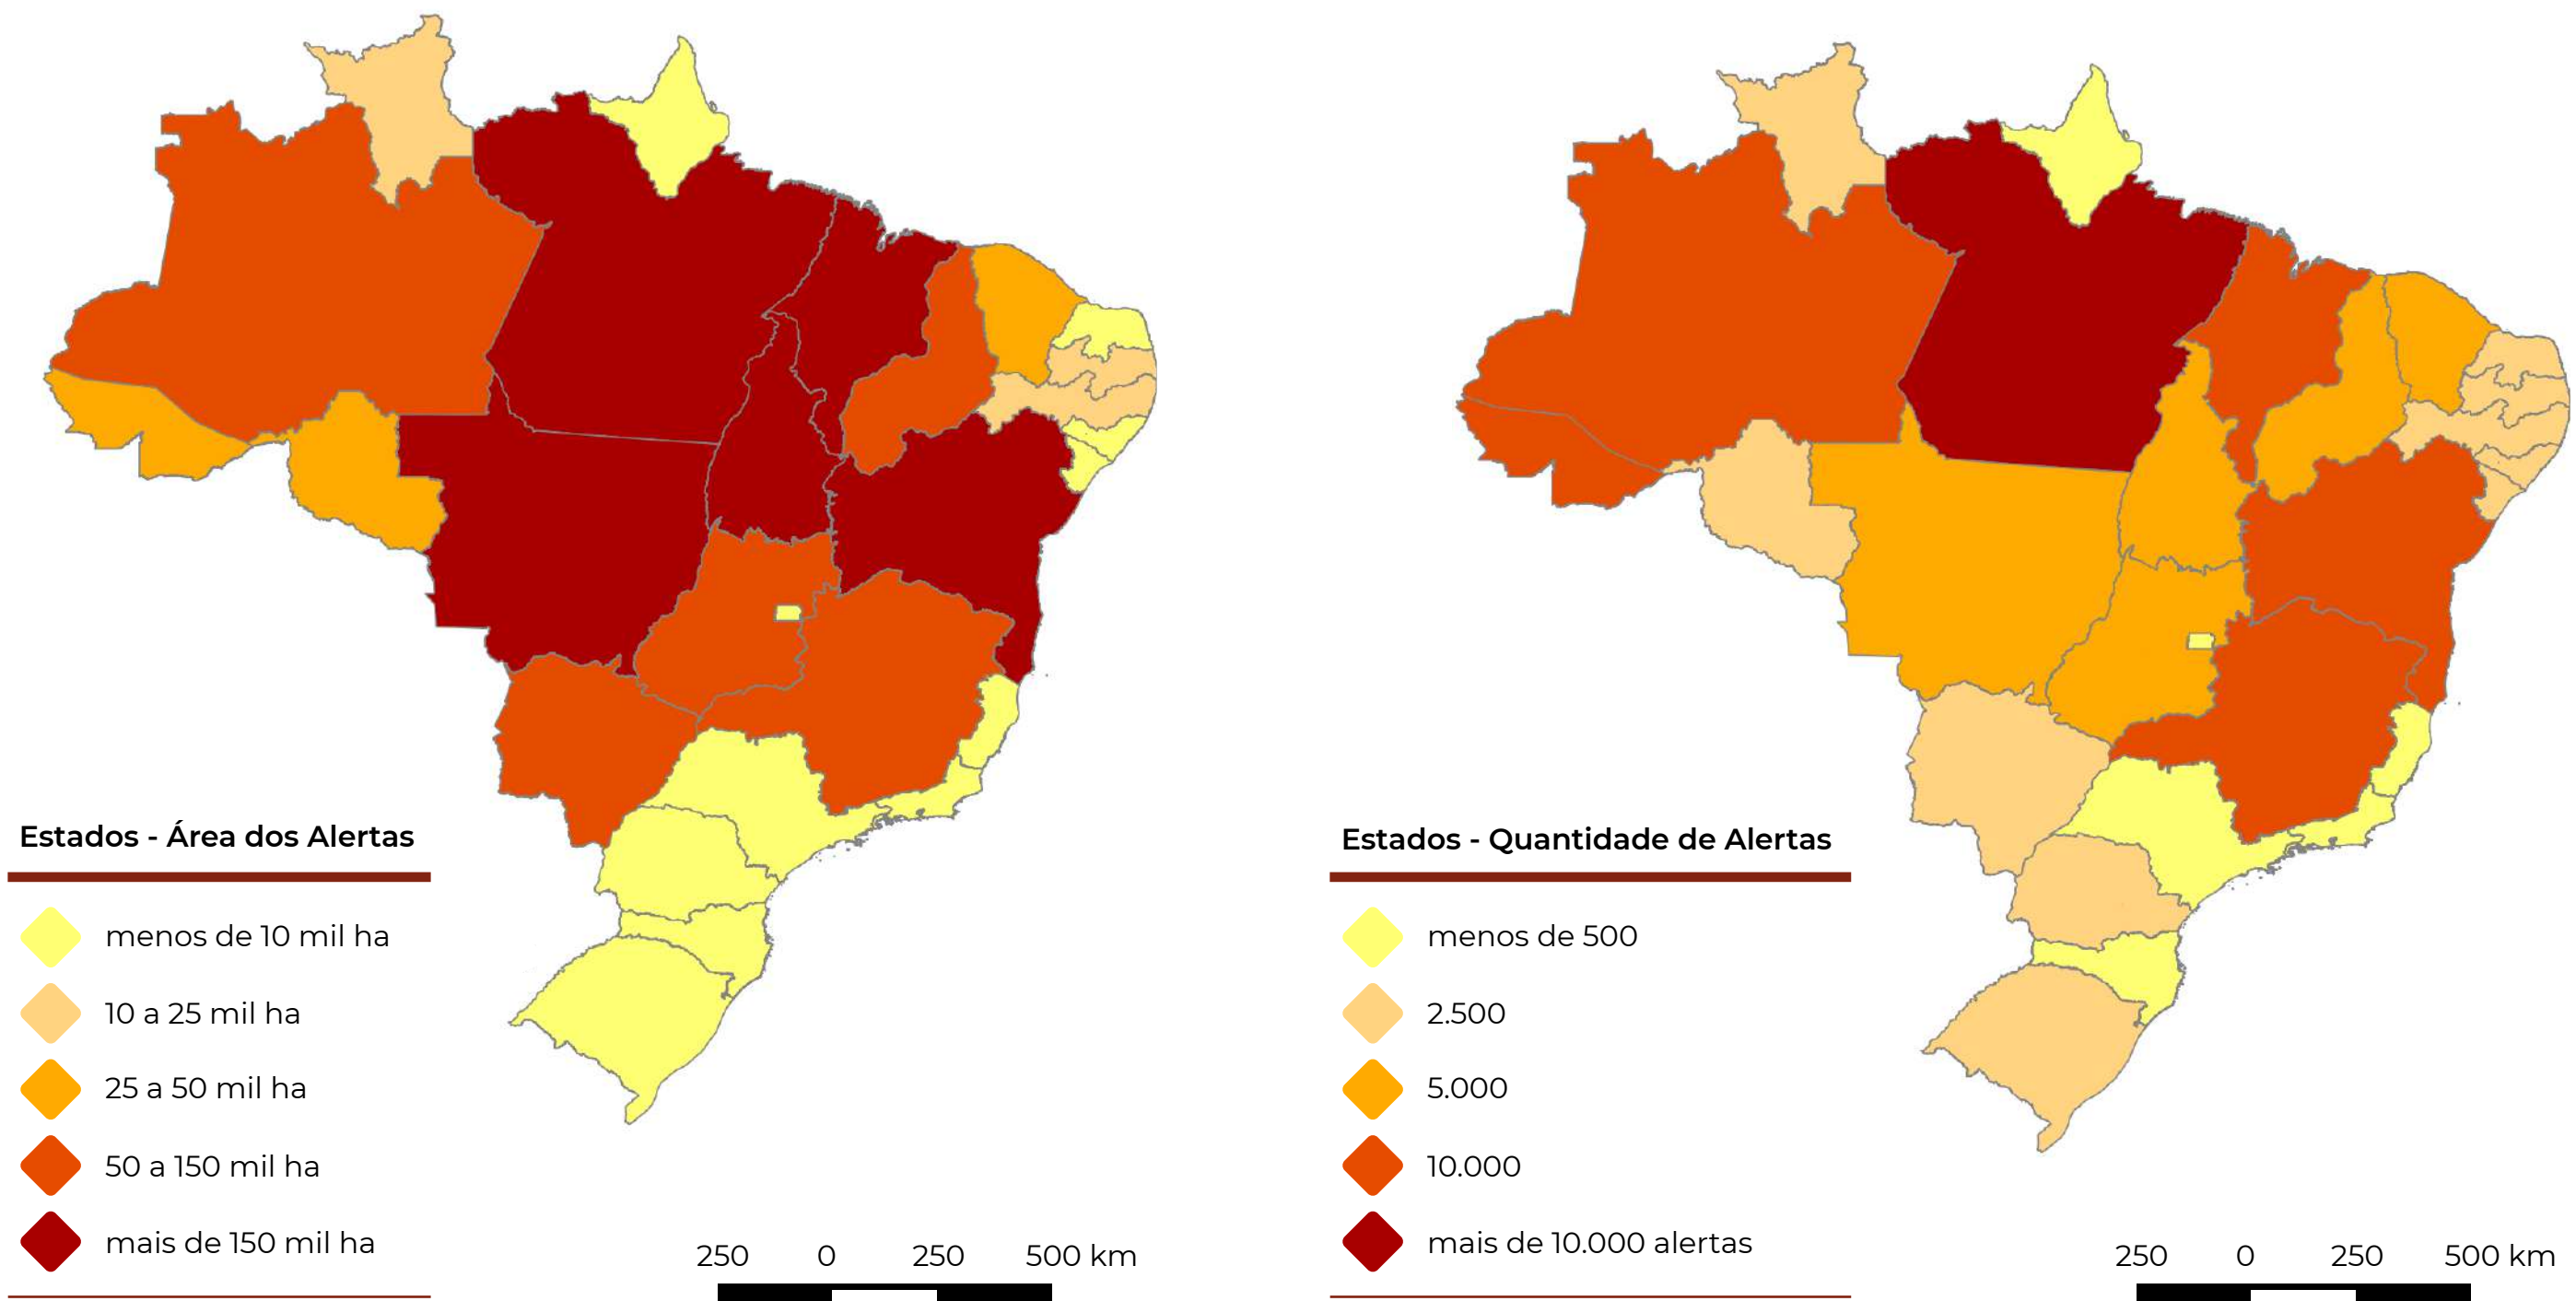 Estados - Área dos Alertas
menos de 10 mil ha
10 a 25 mil ha
25 a 50 mil ha
50 a 150 mil ha
mais de 150 mil ha
250 0 250 500 km
Estados - Quantidade de Alertas
menos de 500
2.500
5.000
10.000
mais de 10.000 alertas
250 0 250 500 km